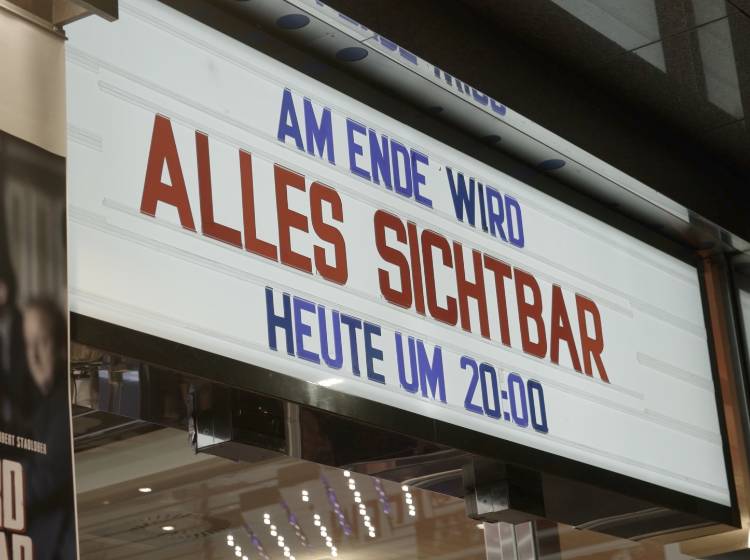 AM ENDE WIRD
ALLES SICHTBAR
HEUTE UM 20:00